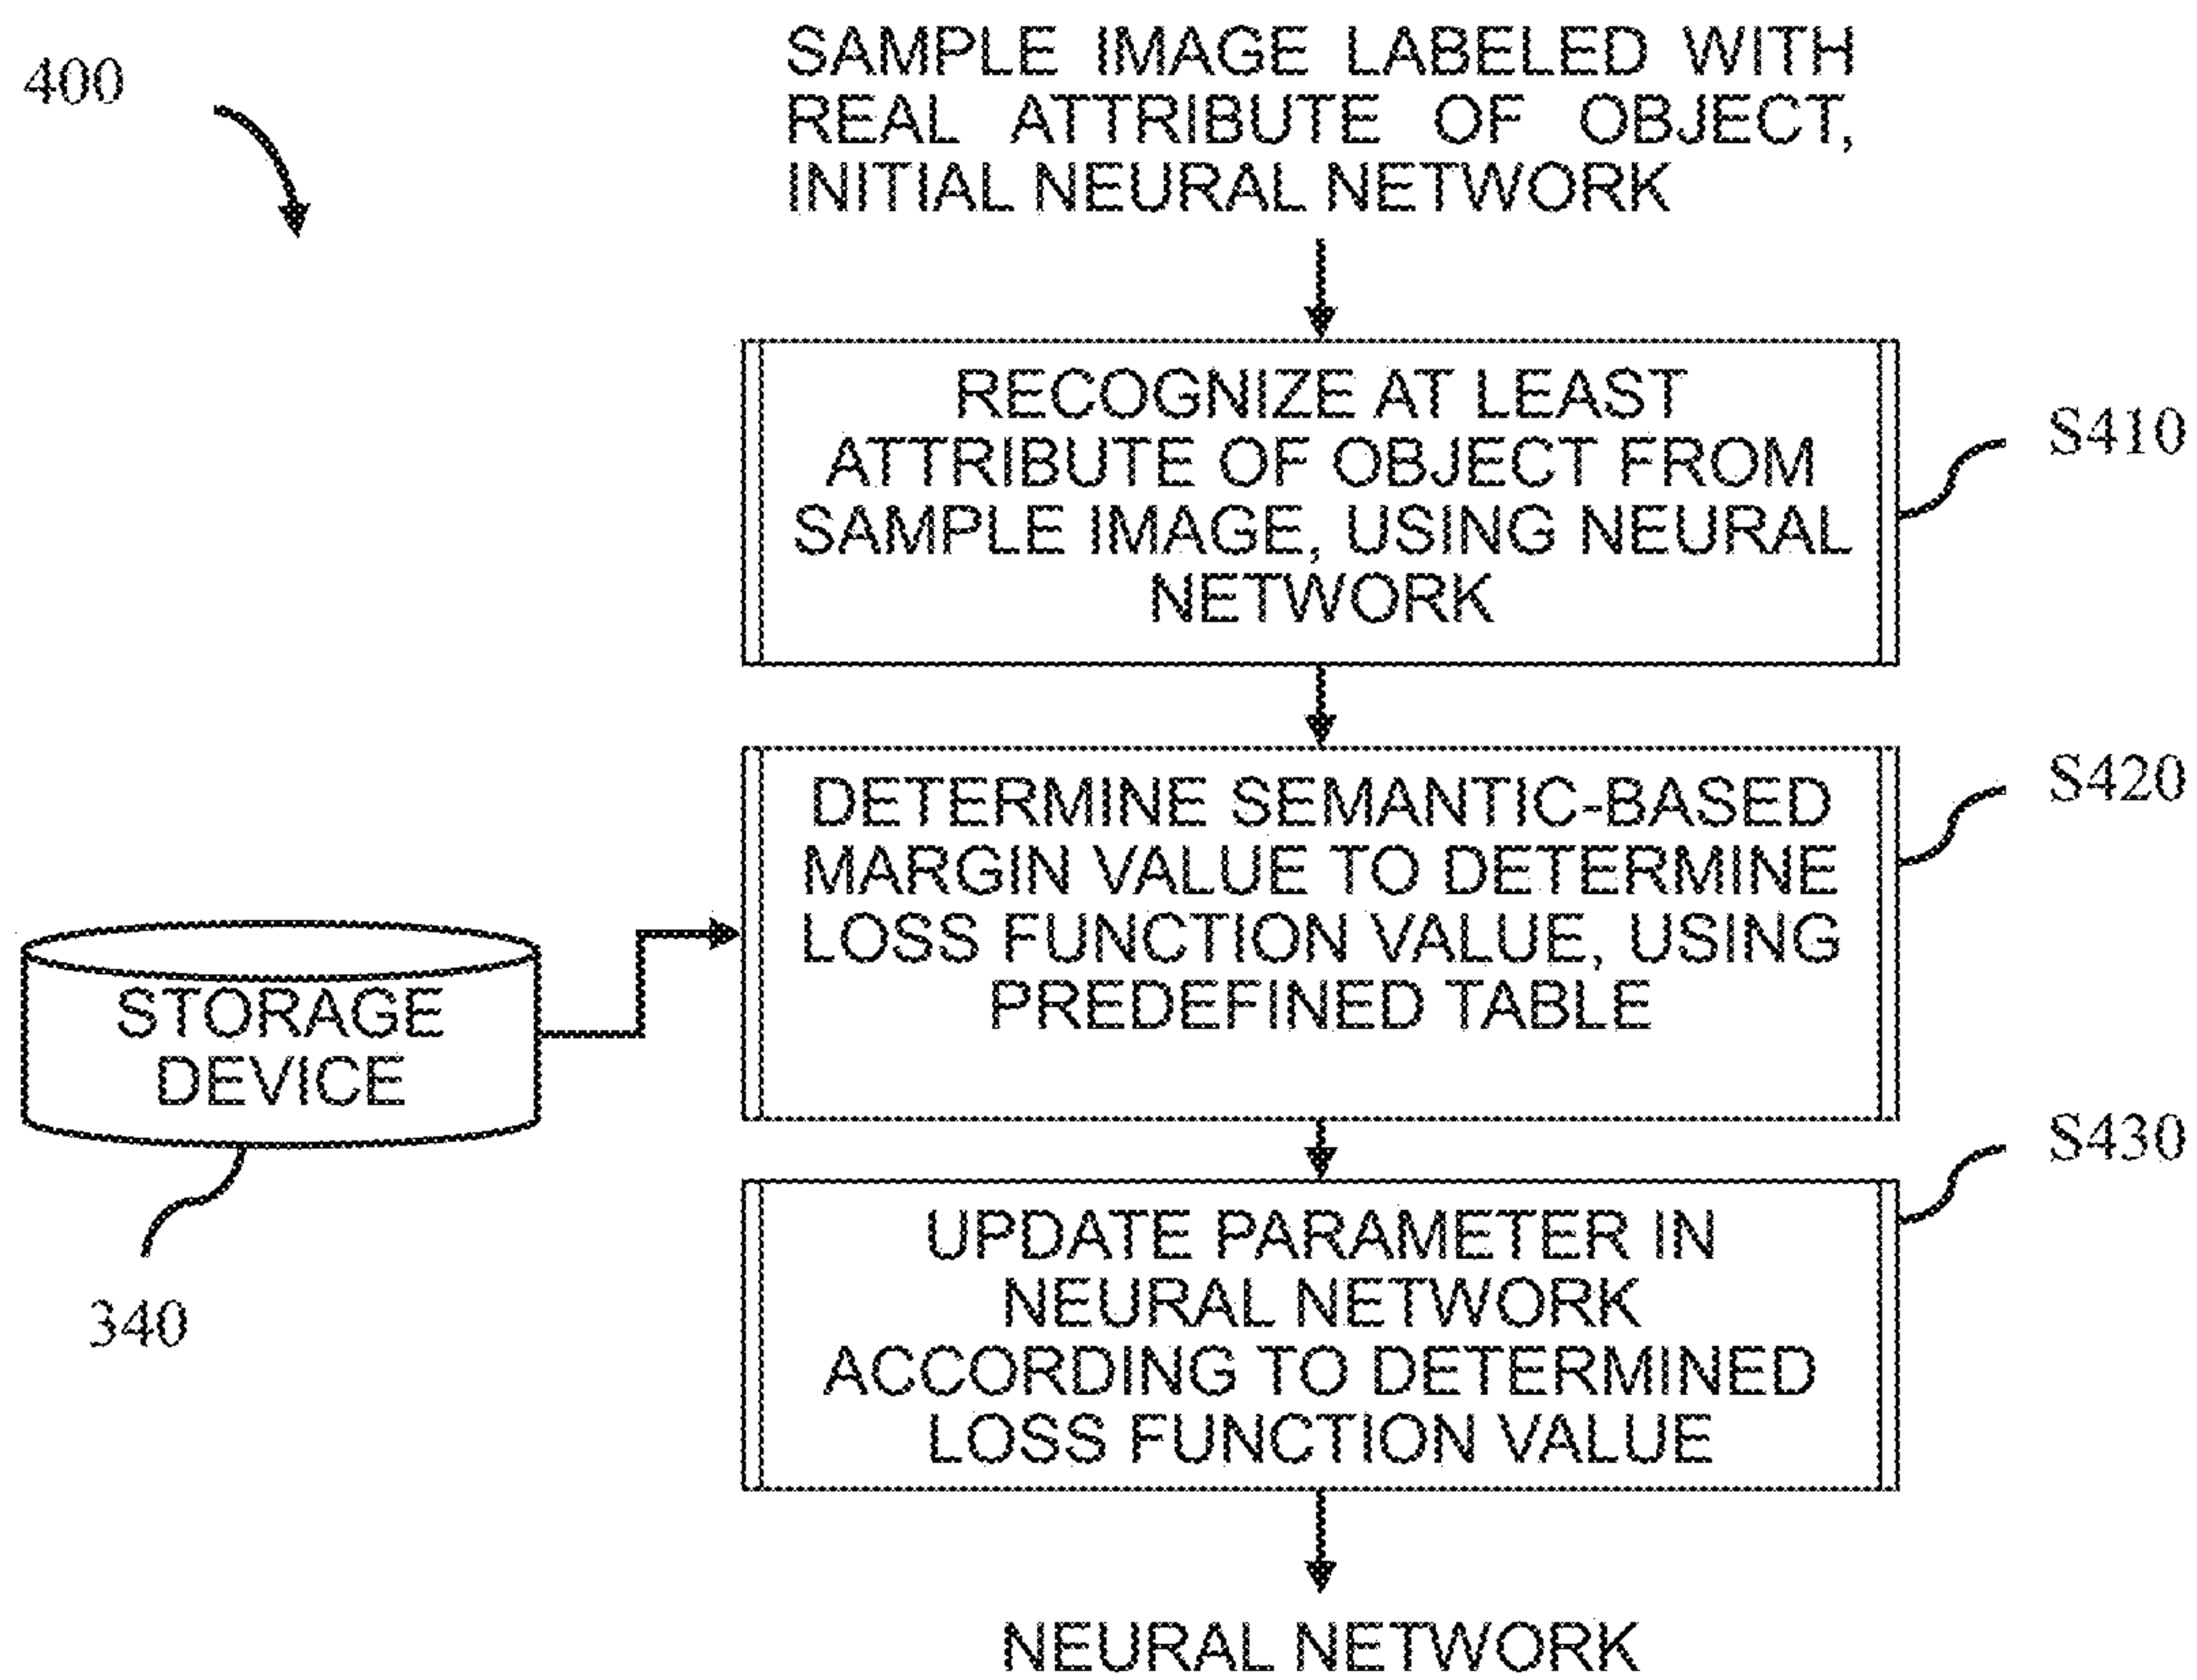 400
SAMPLE IMAGE LABELED WITH
REAL ATTRIBUTE OF OBJECT,
INITIAL NEURAL NETWORK
RECOGNIZE AT LEAST
ATTRIBUTE OF OBJECT FROM
SAMPLE IMAGE, USING NEURAL
NETWORK
S410
DETERMINE SEMANTIC-BASED
MARGIN VALUE TO DETERMINE
LOSS FUNCTION VALUE, USING
PREDEFINED TABLE
S420
STORAGE
DEVICE
340
UPDATE PARAMETER IN
NEURAL NETWORK
ACCORDING TO DETERMINED
LOSS FUNCTION VALUE
S430
NEURAL NETWORK